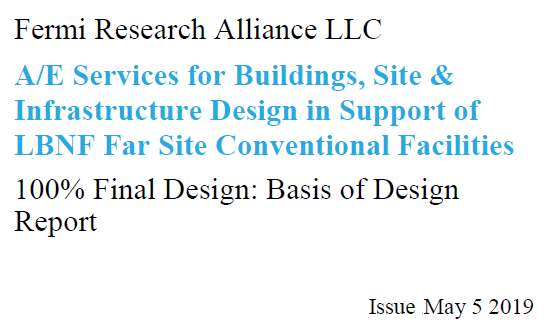 Fermi Research Alliance LLC
A/E Services for Buildings, Site &
Infrastructure Design in Support of
LBNF Far Site Conventional Facilities
100% Final Design: Basis of Design
Report
Issue May 5 2019